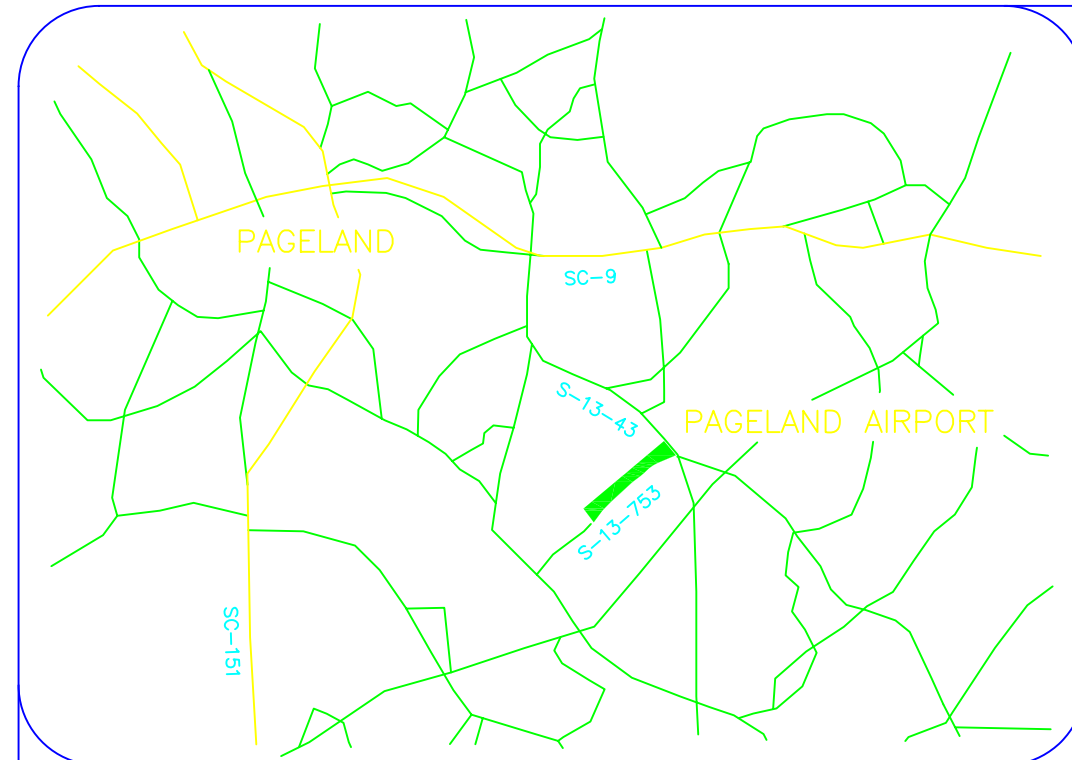 PAGELAND
SC-9
S-13-43
PAGELAND AIRPORT
S-13-753
SC-151